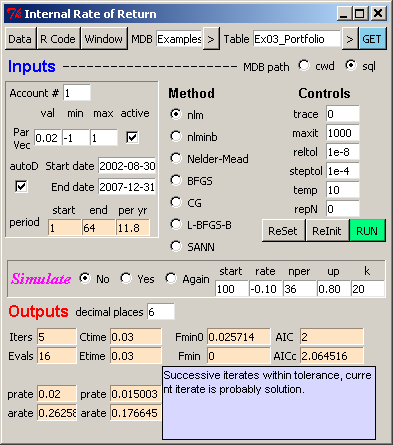 Internal Rate of Return
Data R Code Window MDB Examples > Table Ex03_Portfolio > GET
Inputs MDB path cwd sql
Account # 1 Method Controls
val min max active nlm trace 0
Par Vec 0.02 -1 1 nlminb maxit 1000
autoD Start date 2002-08-30 Nelder-Mead reltol 1e-8
End date 2007-12-31 BFGS steptol 1e-4
start end per yr CG temp 10
period 1 64 11.8 L-BFGS-B repN 0
SANN ReSet ReInit RUN
Simulate No Yes Again start rate nper up k
100 -0.10 36 0.80 20
Outputs decimal places 6
Iters 5 Ctime 0.03 Fmin0 0.025714 AIC 2
Evals 16 Etime 0.03 Fmin 0 AICc 2.064516
Successive iterates within tolerance, curre
nt iterate is probably solution.
prate 0.02 prate 0.015003
arate 0.26258 arate 0.176645